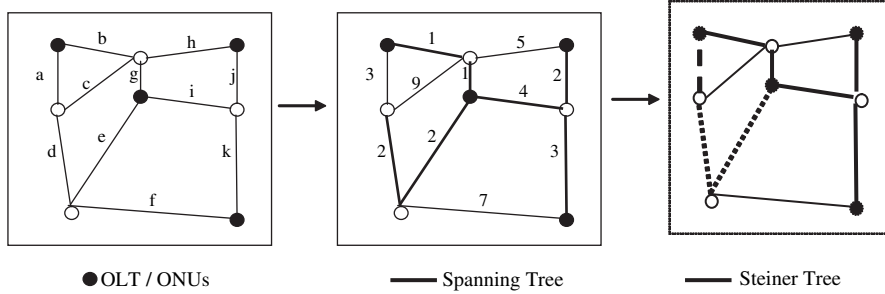 b
h
a
c
g
j
i
d
e
k
f
1
5
3
9
1
2
4
2
2
3
7
OLT / ONUs
Spanning Tree
Steiner Tree